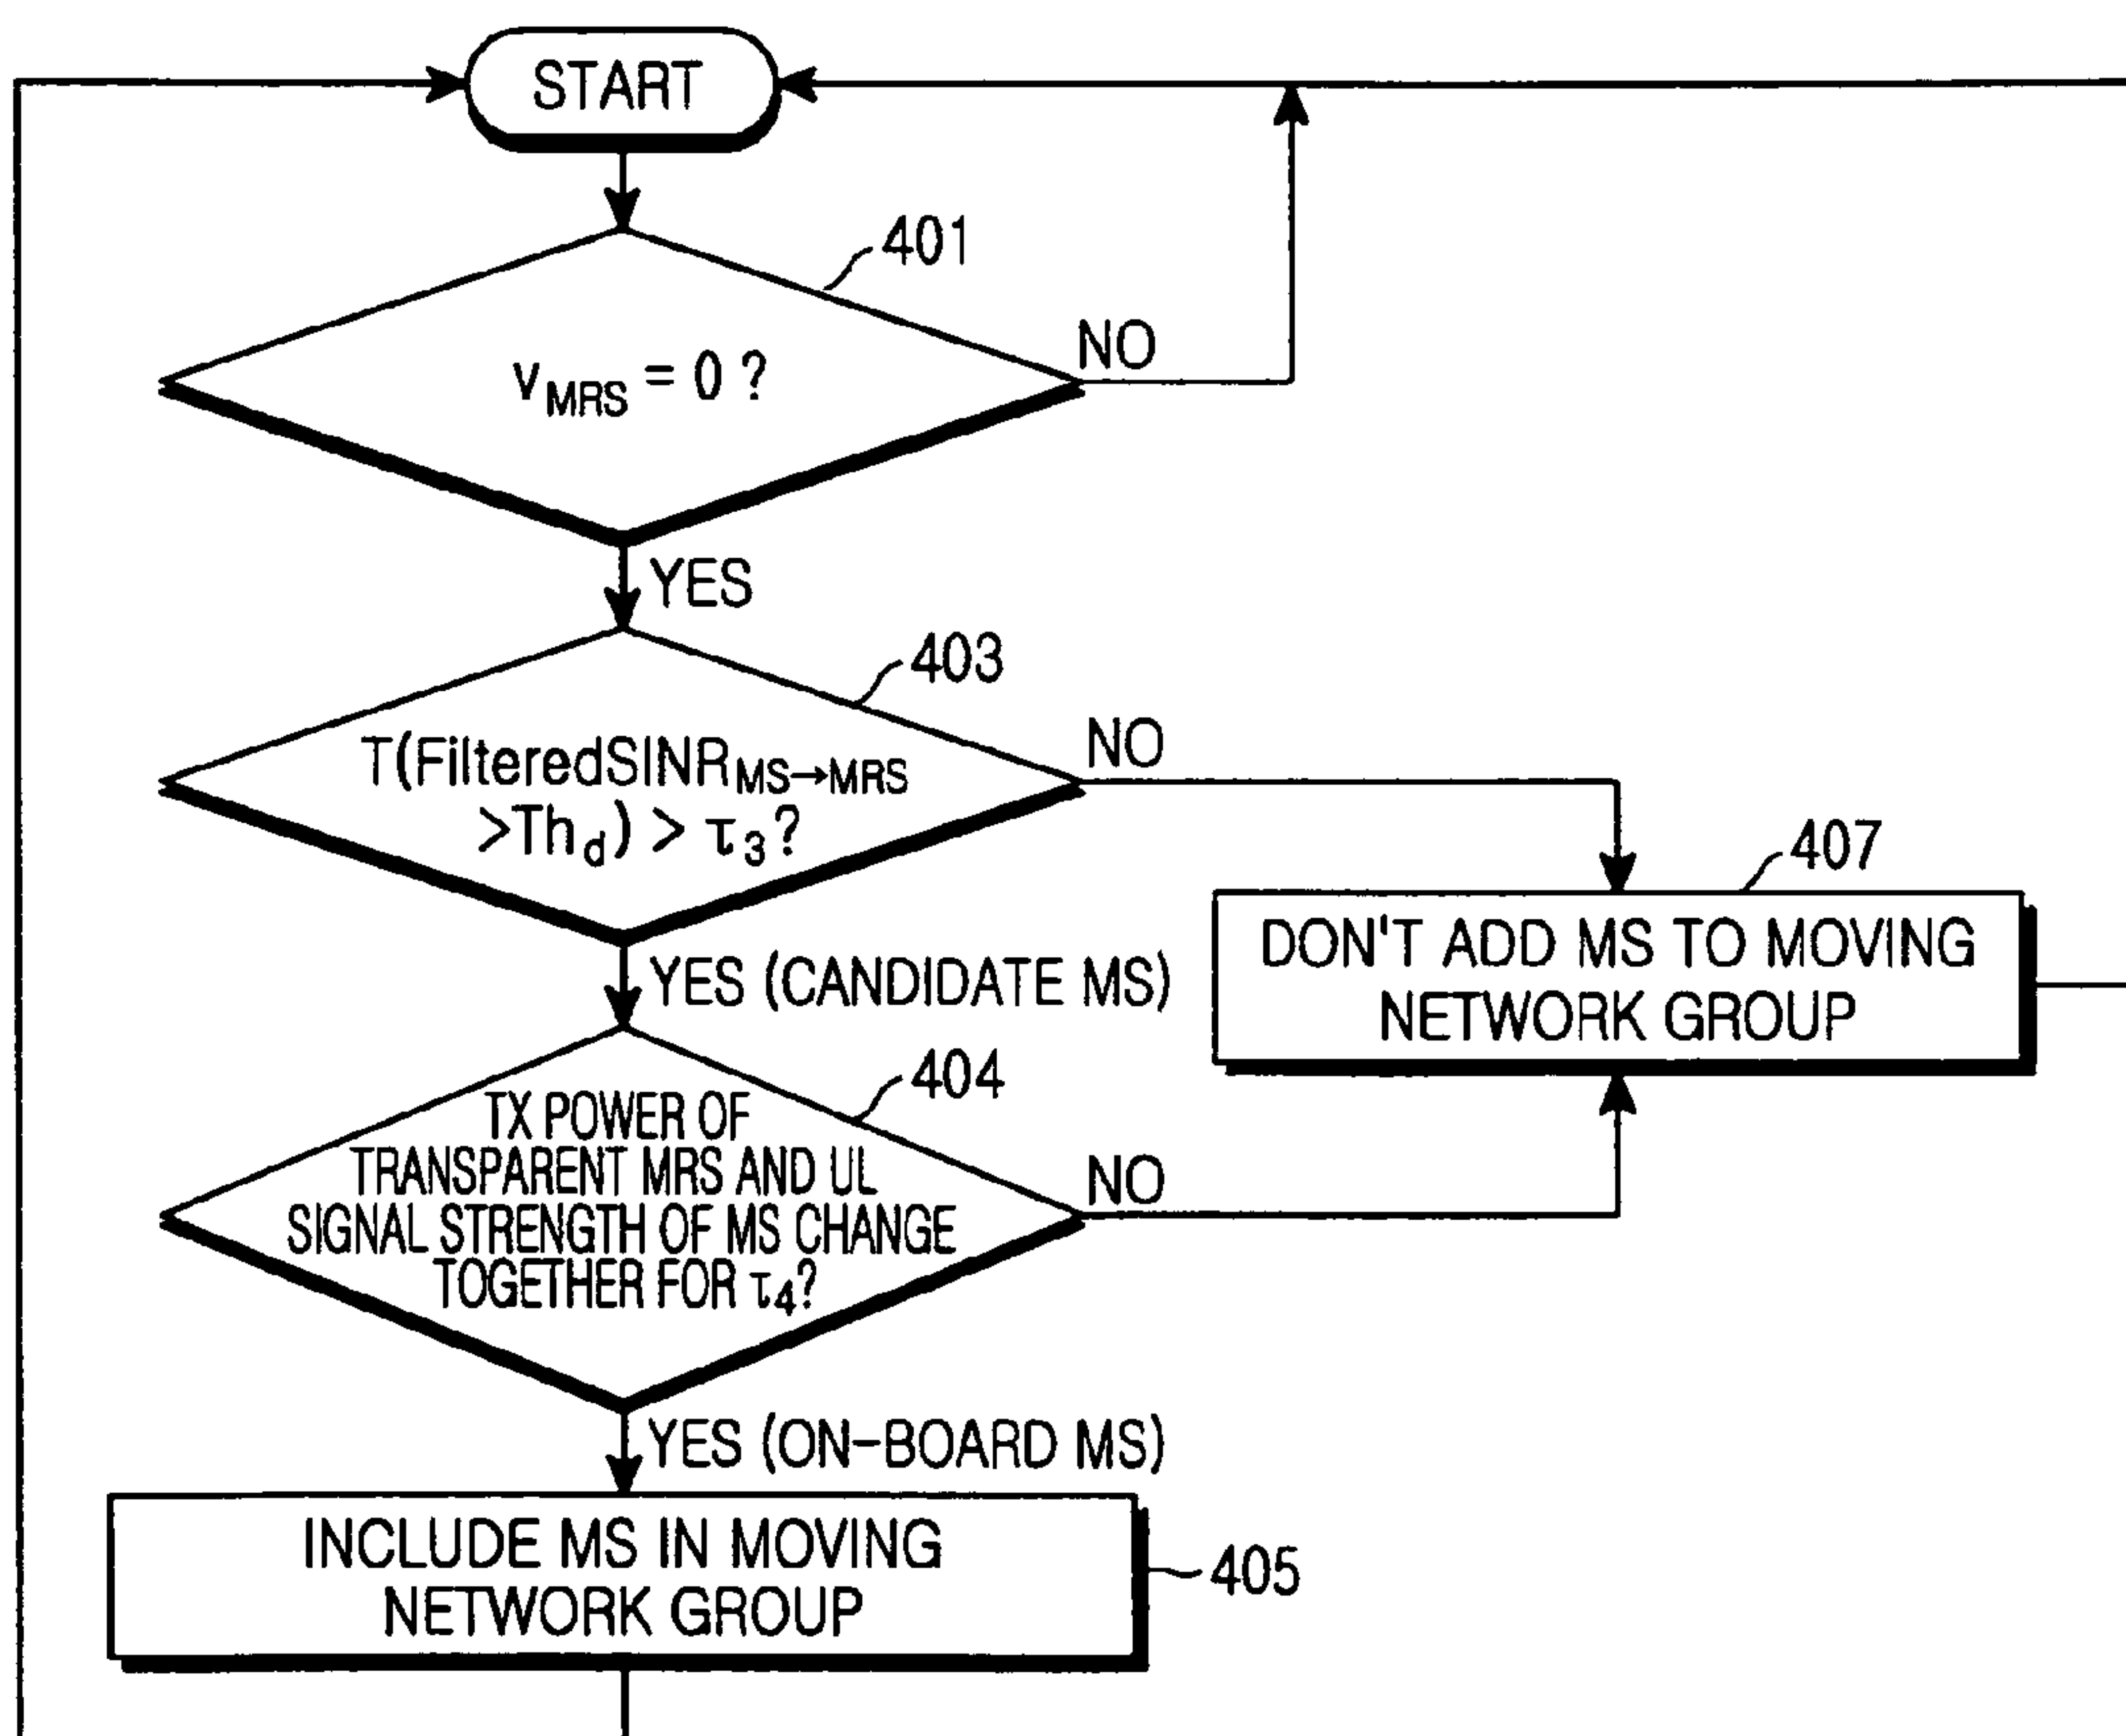 START
401
v_MRS = 0 ?
NO
YES
403
T(FilteredSINR_MS→MRS
>Th_d) > τ_3?
NO
407
DON'T ADD MS TO MOVING
NETWORK GROUP
YES (CANDIDATE MS)
404
TX POWER OF
TRANSPARENT MRS AND UL
SIGNAL STRENGTH OF MS CHANGE
TOGETHER FOR τ_4?
NO
YES (ON-BOARD MS)
INCLUDE MS IN MOVING
NETWORK GROUP
405